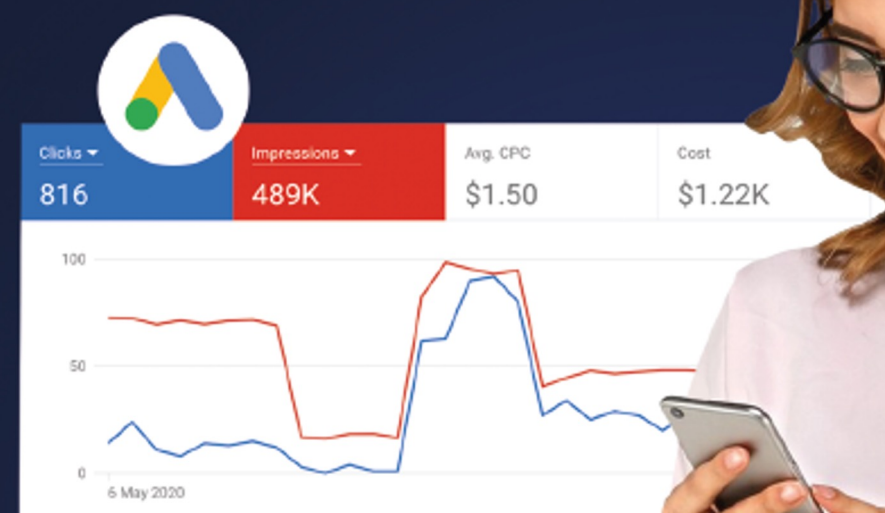 Clicks Impressions Avg. CPC Cost
816 489K $1.50 $1.22K
100
50
0
6 May 2020